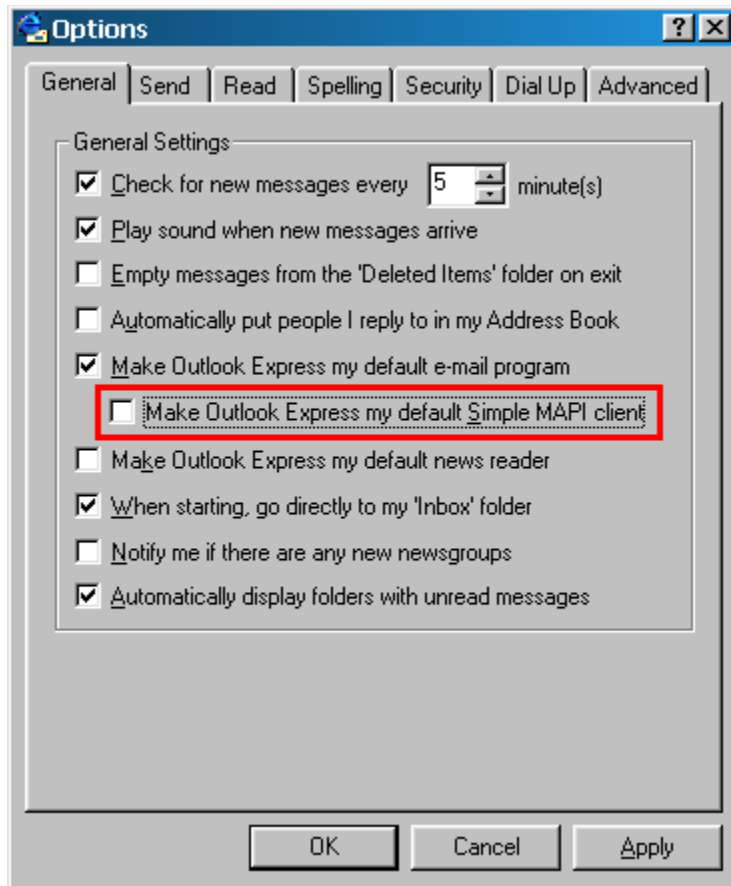 Options
General Send Read Spelling Security Dial Up Advanced
General Settings
Check for new messages every 5 minute(s)
Play sound when new messages arrive
Empty messages from the 'Deleted Items' folder on exit
Automatically put people I reply to in my Address Book
Make Outlook Express my default e-mail program
Make Outlook Express my default Simple MAPI client
Make Outlook Express my default news reader
When starting, go directly to my 'Inbox' folder
Notify me if there are any new newsgroups
Automatically display folders with unread messages
OK Cancel Apply